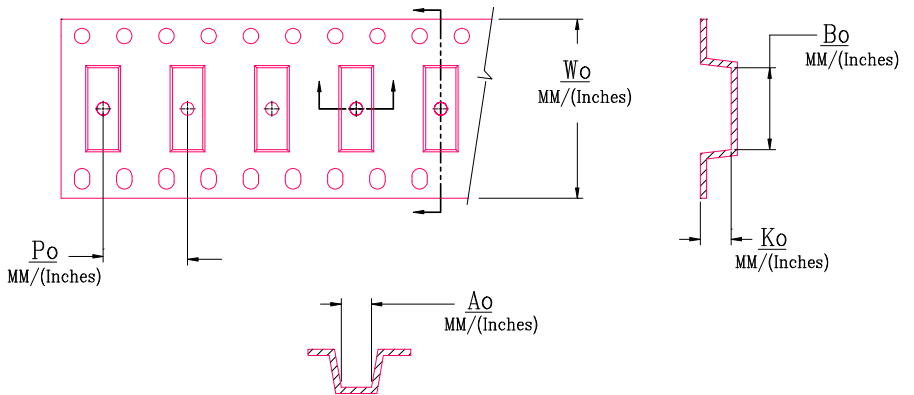 Wo
MM/(Inches)
Bo
MM/(Inches)
Po
MM/(Inches)
Ko
MM/(Inches)
Ao
MM/(Inches)